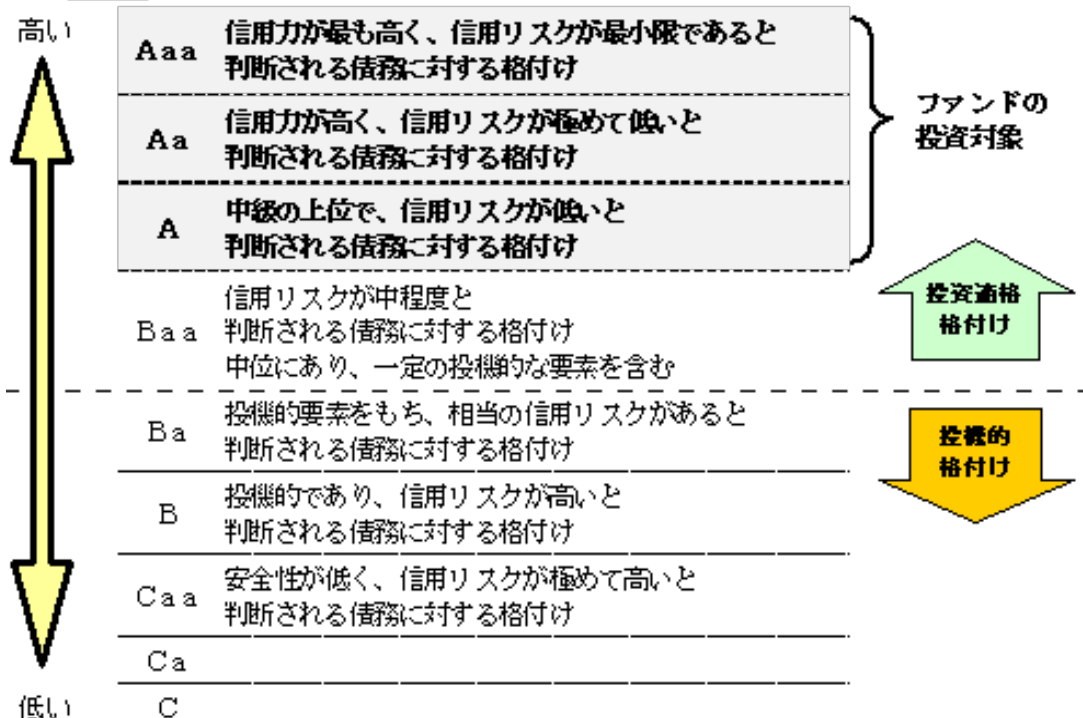 高い
Aaa
信用力が最も高く、信用リスクが最小限であると
判断される債務に対する格付け
Aa
信用力が高く、信用リスクが極めて低いと
判断される債務に対する格付け
A
中級の上位で、信用リスクが低いと
判断される債務に対する格付け
ファンドの
投資対象
Baa
信用リスクが中程度と
判断される債務に対する格付け
中位にあり、一定の投機的な要素を含む
投資適格
格付け
Ba
投機的要素をもち、相当の信用リスクがあると
判断される債務に対する格付け
投機的
格付け
B
投機的であり、信用リスクが高いと
判断される債務に対する格付け
Caa
安全性が低く、信用リスクが極めて高いと
判断される債務に対する格付け
Ca
低い
C